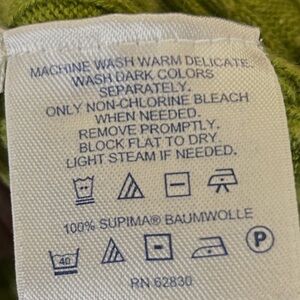 MACHINE WASH WARM DELICATE.
WASH DARK COLORS
SEPARATELY.
ONLY NON-CHLORINE BLEACH
WHEN NEEDED.
REMOVE PROMPTLY.
BLOCK FLAT TO DRY.
LIGHT STEAM IF NEEDED.
100% SUPIMA® BAUMWOLLE
40 P
RN 62830